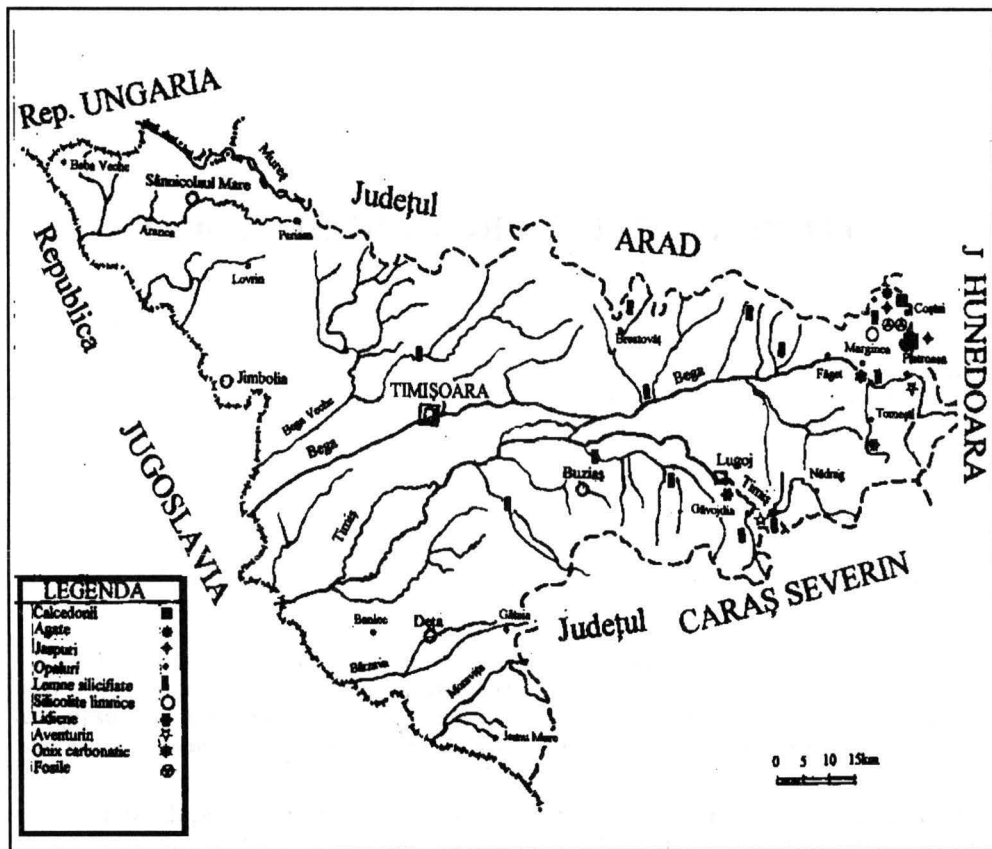 Rep. UNGARIA
Beba Veche
Mureș
Sânnicolaul Mare
Județul
Aranca
Periam
ARAD
J HUNEDOARA
Republica
Lovrin
Coștei
Brestovăț
Marginea
Pietroasa
Bega
Făget
Jimbolia
TIMIȘOARA
Tomești
Bega Veche
JUGOSLAVIA
Bega
Lugoj
Buziaș
Timiș
Nădrag
Găvojdia
Timiș
Județul
CARAȘ SEVERIN
Banloc
Deta
Gătaia
Bârzava
Moravița
Jamu Mare
0 5 10 15km
LEGENDA
Calcedonii
Agate
Jaspuri
Opaluri
Lemne silicifiate
Silicolite limnice
Lidiene
Aventurin
Onix carbonatic
Fosile